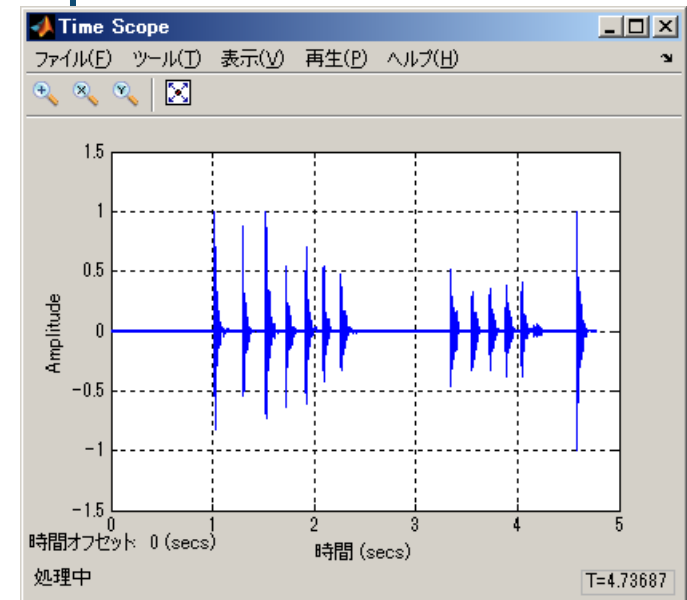 Time Scope
ファイル(F) ツール(T) 表示(V) 再生(P) ヘルプ(H)
1.5
1
0.5
0
-0.5
-1
-1.5
Amplitude
0 1 2 3 4 5
時間オフセット: 0 (secs)
時間 (secs)
処理中
T=4.73687